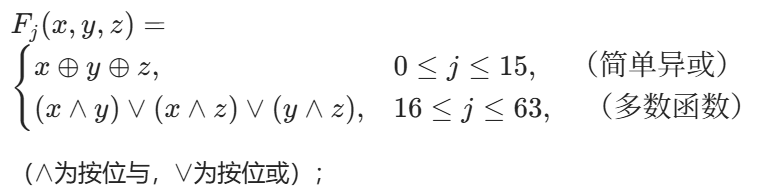 F_j(x, y, z) =
x ⊕ y ⊕ z, 0 ≤ j ≤ 15, （简单异或）
(x ∧ y) ∨ (x ∧ z) ∨ (y ∧ z), 16 ≤ j ≤ 63, （多数函数）
（∧为按位与，∨为按位或）;